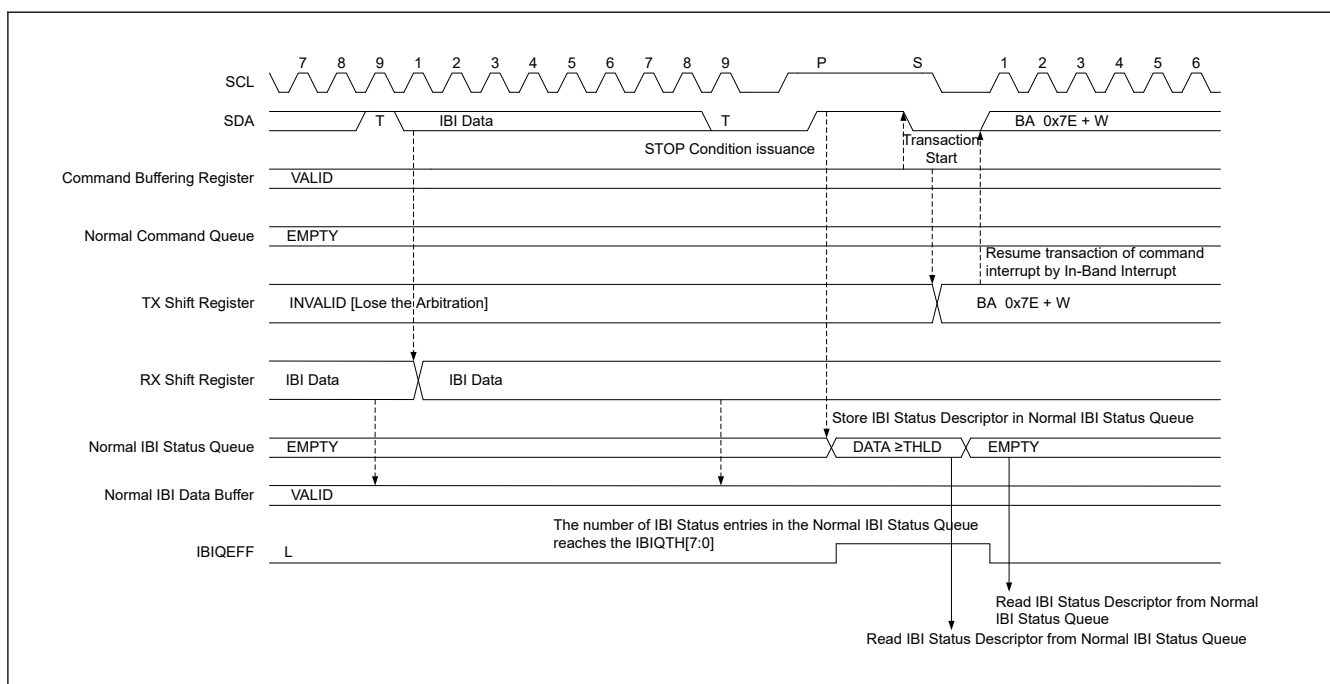 7 8 9 1 2 3 4 5 6 7 8 9 P S 1 2 3 4 5 6
SCL
SDA T IBI Data T BA 0x7E + W
STOP Condition issuance
Transaction
Start
Command Buffering Register VALID
Normal Command Queue EMPTY
Resume transaction of command
interrupt by In-Band Interrupt
TX Shift Register INVALID [Lose the Arbitration] BA 0x7E + W
RX Shift Register IBI Data IBI Data
Store IBI Status Descriptor in Normal IBI Status Queue
Normal IBI Status Queue EMPTY DATA ≥THLD EMPTY
Normal IBI Data Buffer VALID
The number of IBI Status entries in the Normal IBI Status Queue
reaches the IBIQTH[7:0]
IBIQEFF L
Read IBI Status Descriptor from Normal
IBI Status Queue
Read IBI Status Descriptor from Normal IBI Status Queue